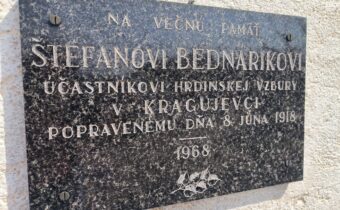 NA VEČNÚ PAMÄŤ
ŠTEFANOVI BEDNÁRIKOVI
ÚČASTNÍKOVI HRDINSKEJ VZBURY
V KRAGUJEVCI
POPRAVENÉMU DŇA 8 JÚNA 1918
1968